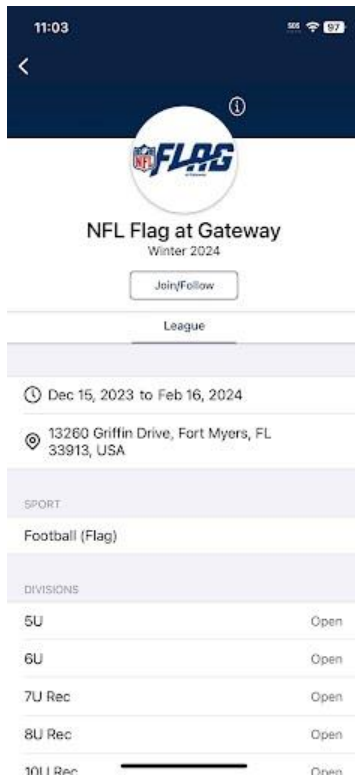 11:03
SOS 97
NFL FLAG
NFL Flag at Gateway
Winter 2024
Join/Follow
League
Dec 15, 2023 to Feb 16, 2024
13260 Griffin Drive, Fort Myers, FL
33913, USA
SPORT
Football (Flag)
DIVISIONS
5U Open
6U Open
7U Rec Open
8U Rec Open
10U Rec Open